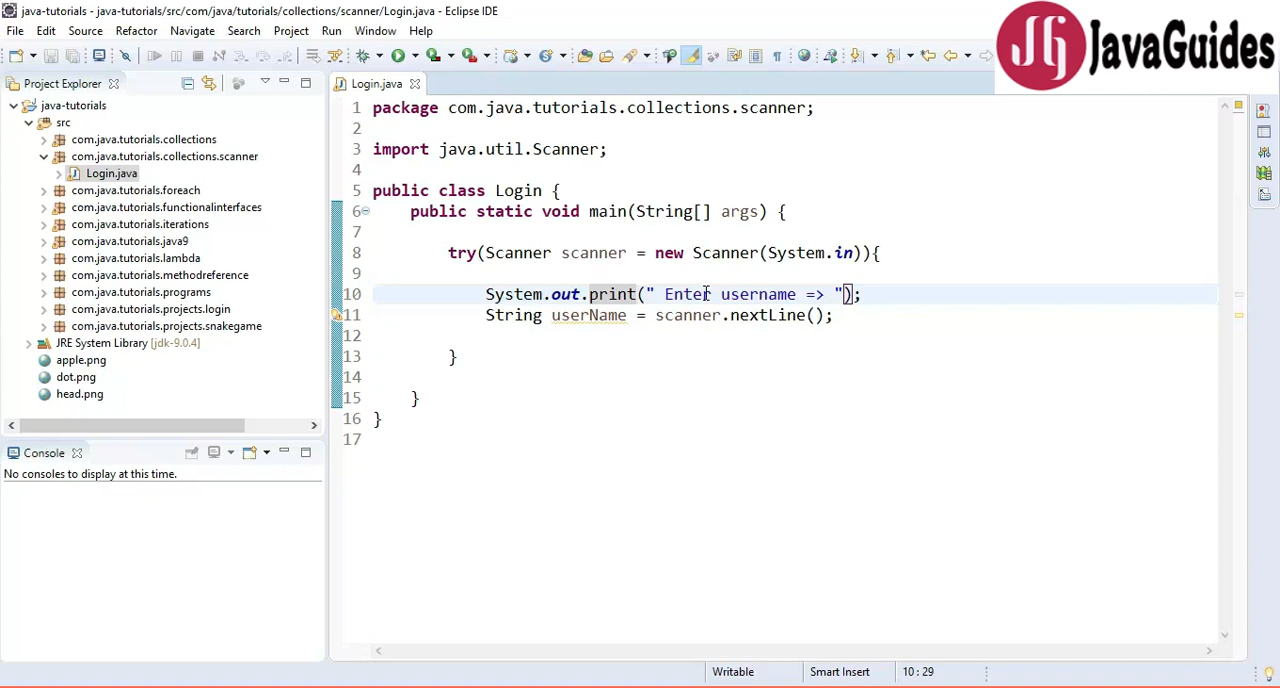 java-tutorials - java-tutorials/src/com/java/tutorials/collections/scanner/Login.java - Eclipse IDE
File Edit Source Refactor Navigate Search Project Run Window Help
JavaGuides
Project Explorer
java-tutorials
src
com.java.tutorials.collections
com.java.tutorials.collections.scanner
Login.java
com.java.tutorials.foreach
com.java.tutorials.functionalinterfaces
com.java.tutorials.iterations
com.java.tutorials.java9
com.java.tutorials.lambda
com.java.tutorials.methodreference
com.java.tutorials.programs
com.java.tutorials.projects.login
com.java.tutorials.projects.snakegame
JRE System Library [jdk-9.0.4]
apple.png
dot.png
head.png
Console
No consoles to display at this time.
Login.java
1 package com.java.tutorials.collections.scanner;
2
3 import java.util.Scanner;
4
5 public class Login {
6 public static void main(String[] args) {
7
8 try(Scanner scanner = new Scanner(System.in)){
9
10 System.out.print(" Enter username => ");
11 String userName = scanner.nextLine();
12
13 }
14
15 }
16 }
17
Writable Smart Insert 10:29